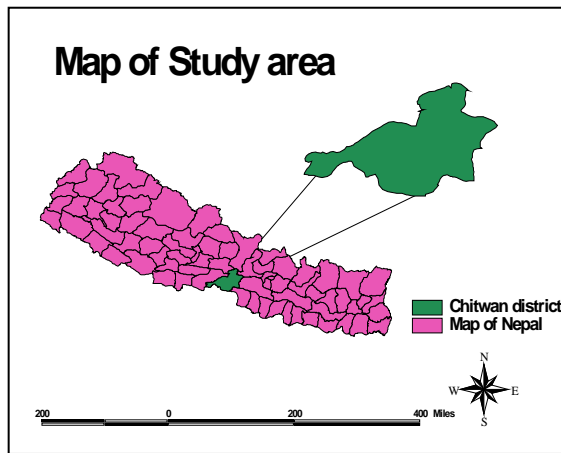 Map of Study area
Chitwan district
Map of Nepal
N
W E
S
200 0 200 400 Miles